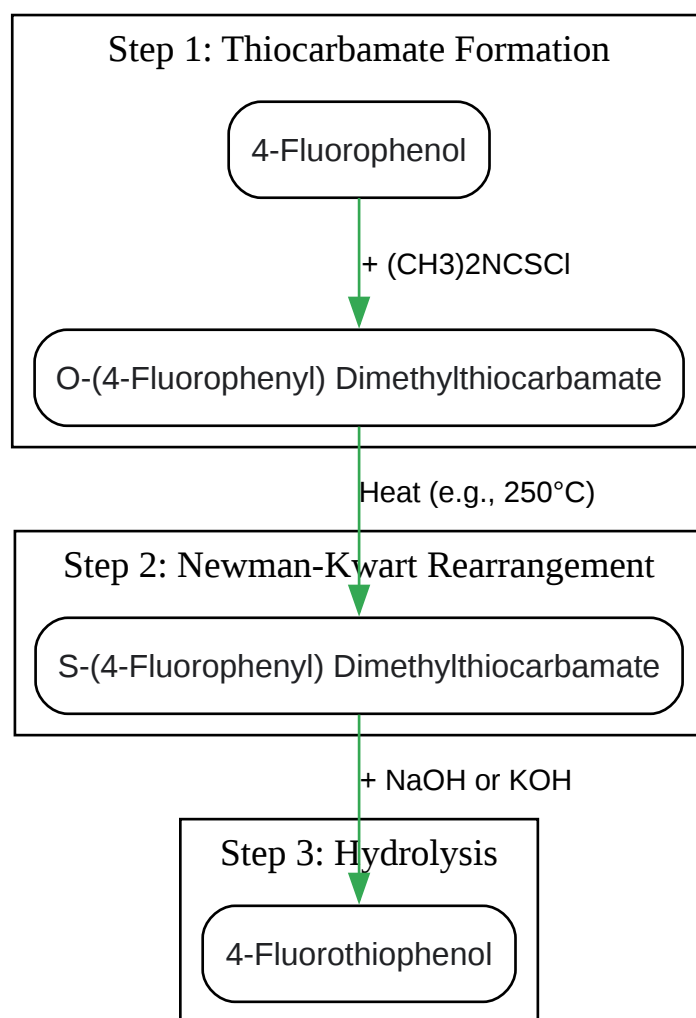 Step 1: Thiocarbamate Formation
4-Fluorophenol
+ (CH3)2NCSCl
O-(4-Fluorophenyl) Dimethylthiocarbamate
Heat (e.g., 250°C)
Step 2: Newman-Kwart Rearrangement
S-(4-Fluorophenyl) Dimethylthiocarbamate
+ NaOH or KOH
Step 3: Hydrolysis
4-Fluorothiophenol